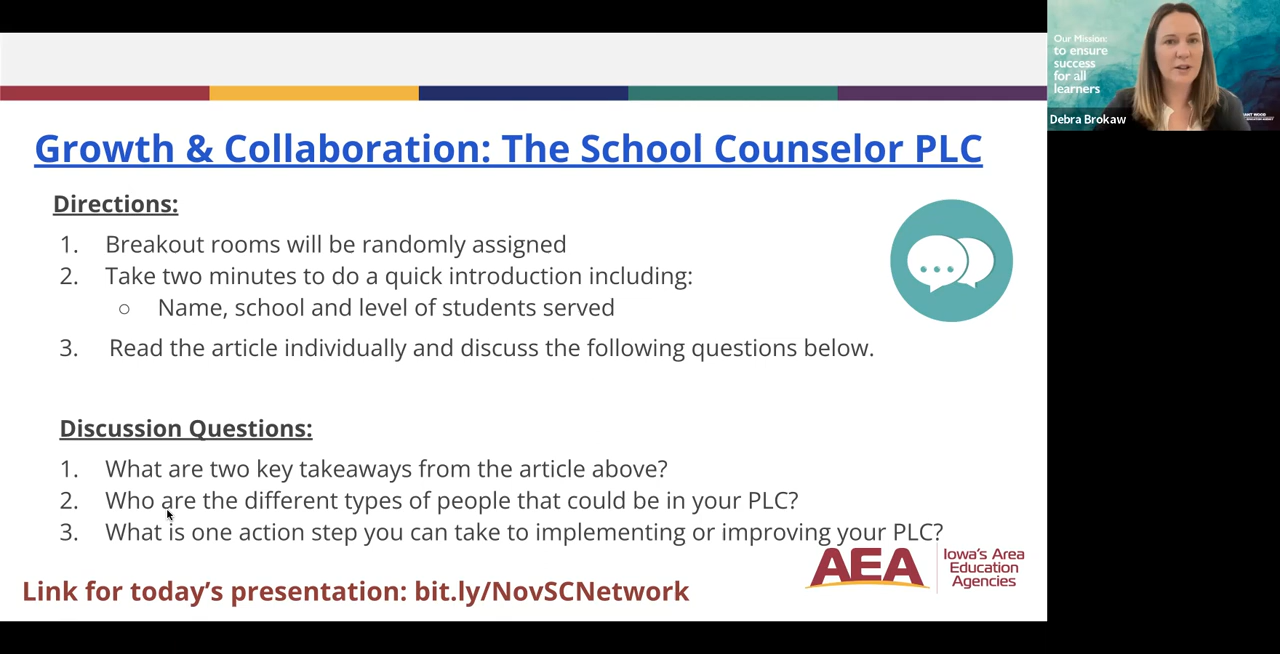 Growth & Collaboration: The School Counselor PLC
Directions:
1. Breakout rooms will be randomly assigned
2. Take two minutes to do a quick introduction including:
○ Name, school and level of students served
3. Read the article individually and discuss the following questions below.
Discussion Questions:
1. What are two key takeaways from the article above?
2. Who are the different types of people that could be in your PLC?
3. What is one action step you can take to implementing or improving your PLC?
Link for today’s presentation: bit.ly/NovSCNetwork
AEA
Iowa's Area
Education
Agencies
Our Mission:
to ensure
success
for all
learners
Debra Brokaw